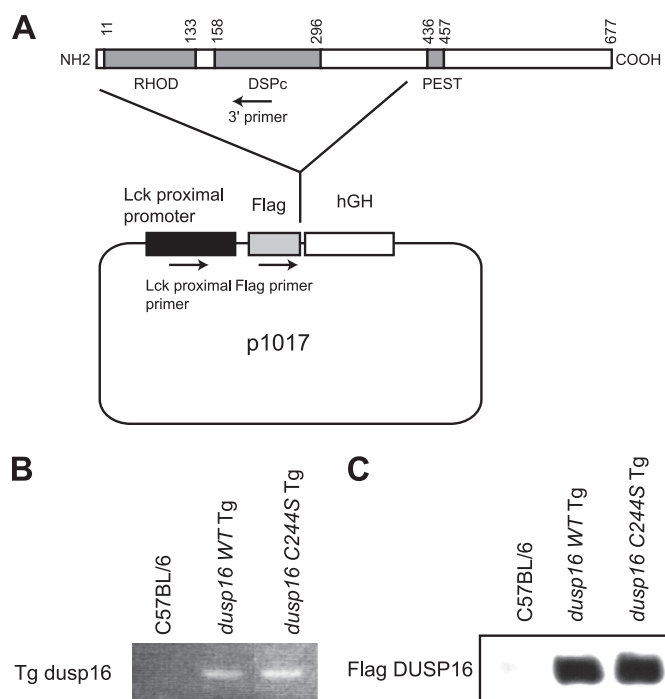 A
11
133
158
296
436
457
677
NH2
COOH
RHOD
DSPc
PEST
3' primer
Lck proximal
promoter
Flag
hGH
Lck proximal
primer
Flag primer
p1017
B
C57BL/6
dusp16 WT Tg
dusp16 C244S Tg
Tg dusp16
C
C57BL/6
dusp16 WT Tg
dusp16 C244S Tg
Flag DUSP16